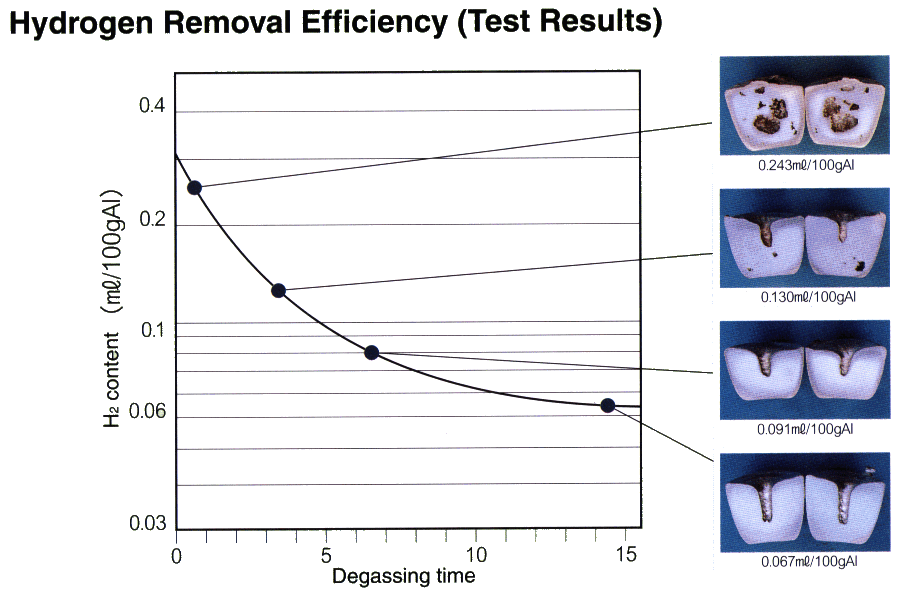 Hydrogen Removal Efficiency (Test Results)
0.4
0.2
0.1
0.06
0.03
H₂ content (mℓ/100gAl)
0
5
10
15
Degassing time
0.243mℓ/100gAl
0.130mℓ/100gAl
0.091mℓ/100gAl
0.067mℓ/100gAl